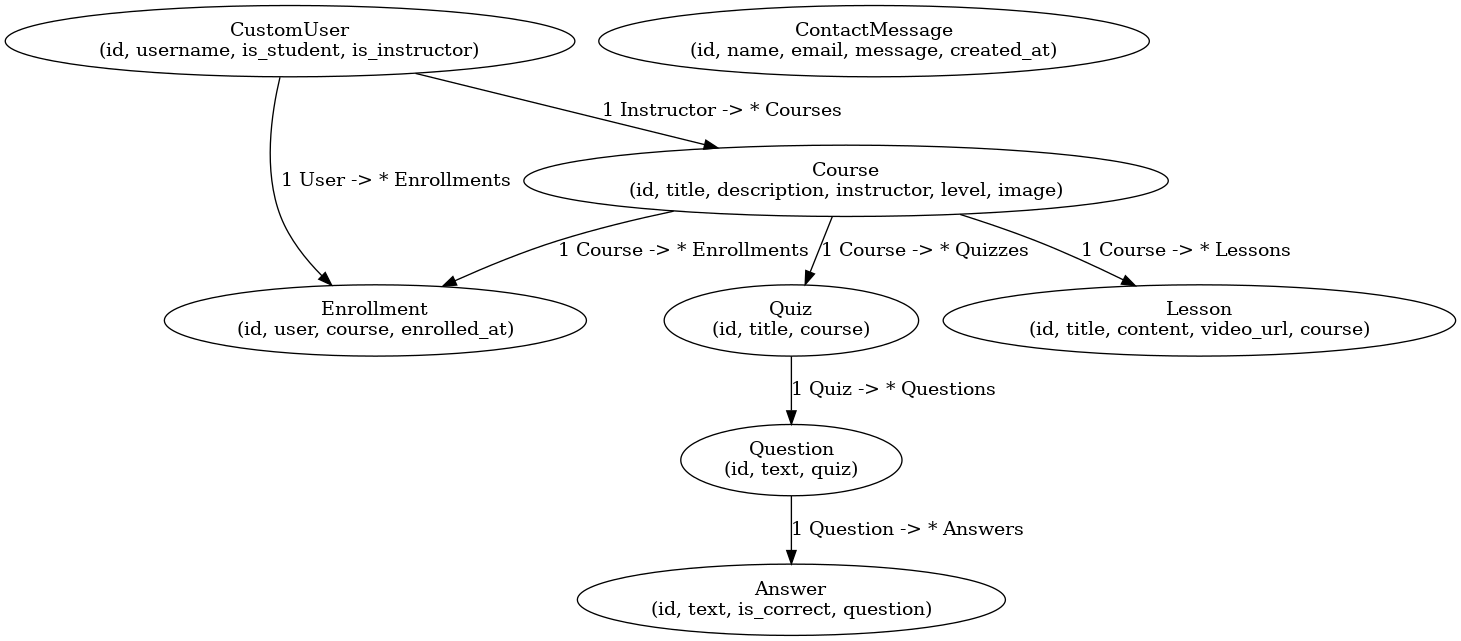 CustomUser
(id, username, is_student, is_instructor)
ContactMessage
(id, name, email, message, created_at)
1 Instructor -> * Courses
1 User -> * Enrollments
Course
(id, title, description, instructor, level, image)
1 Course -> * Enrollments
1 Course -> * Quizzes
1 Course -> * Lessons
Enrollment
(id, user, course, enrolled_at)
Quiz
(id, title, course)
Lesson
(id, title, content, video_url, course)
1 Quiz -> * Questions
Question
(id, text, quiz)
1 Question -> * Answers
Answer
(id, text, is_correct, question)